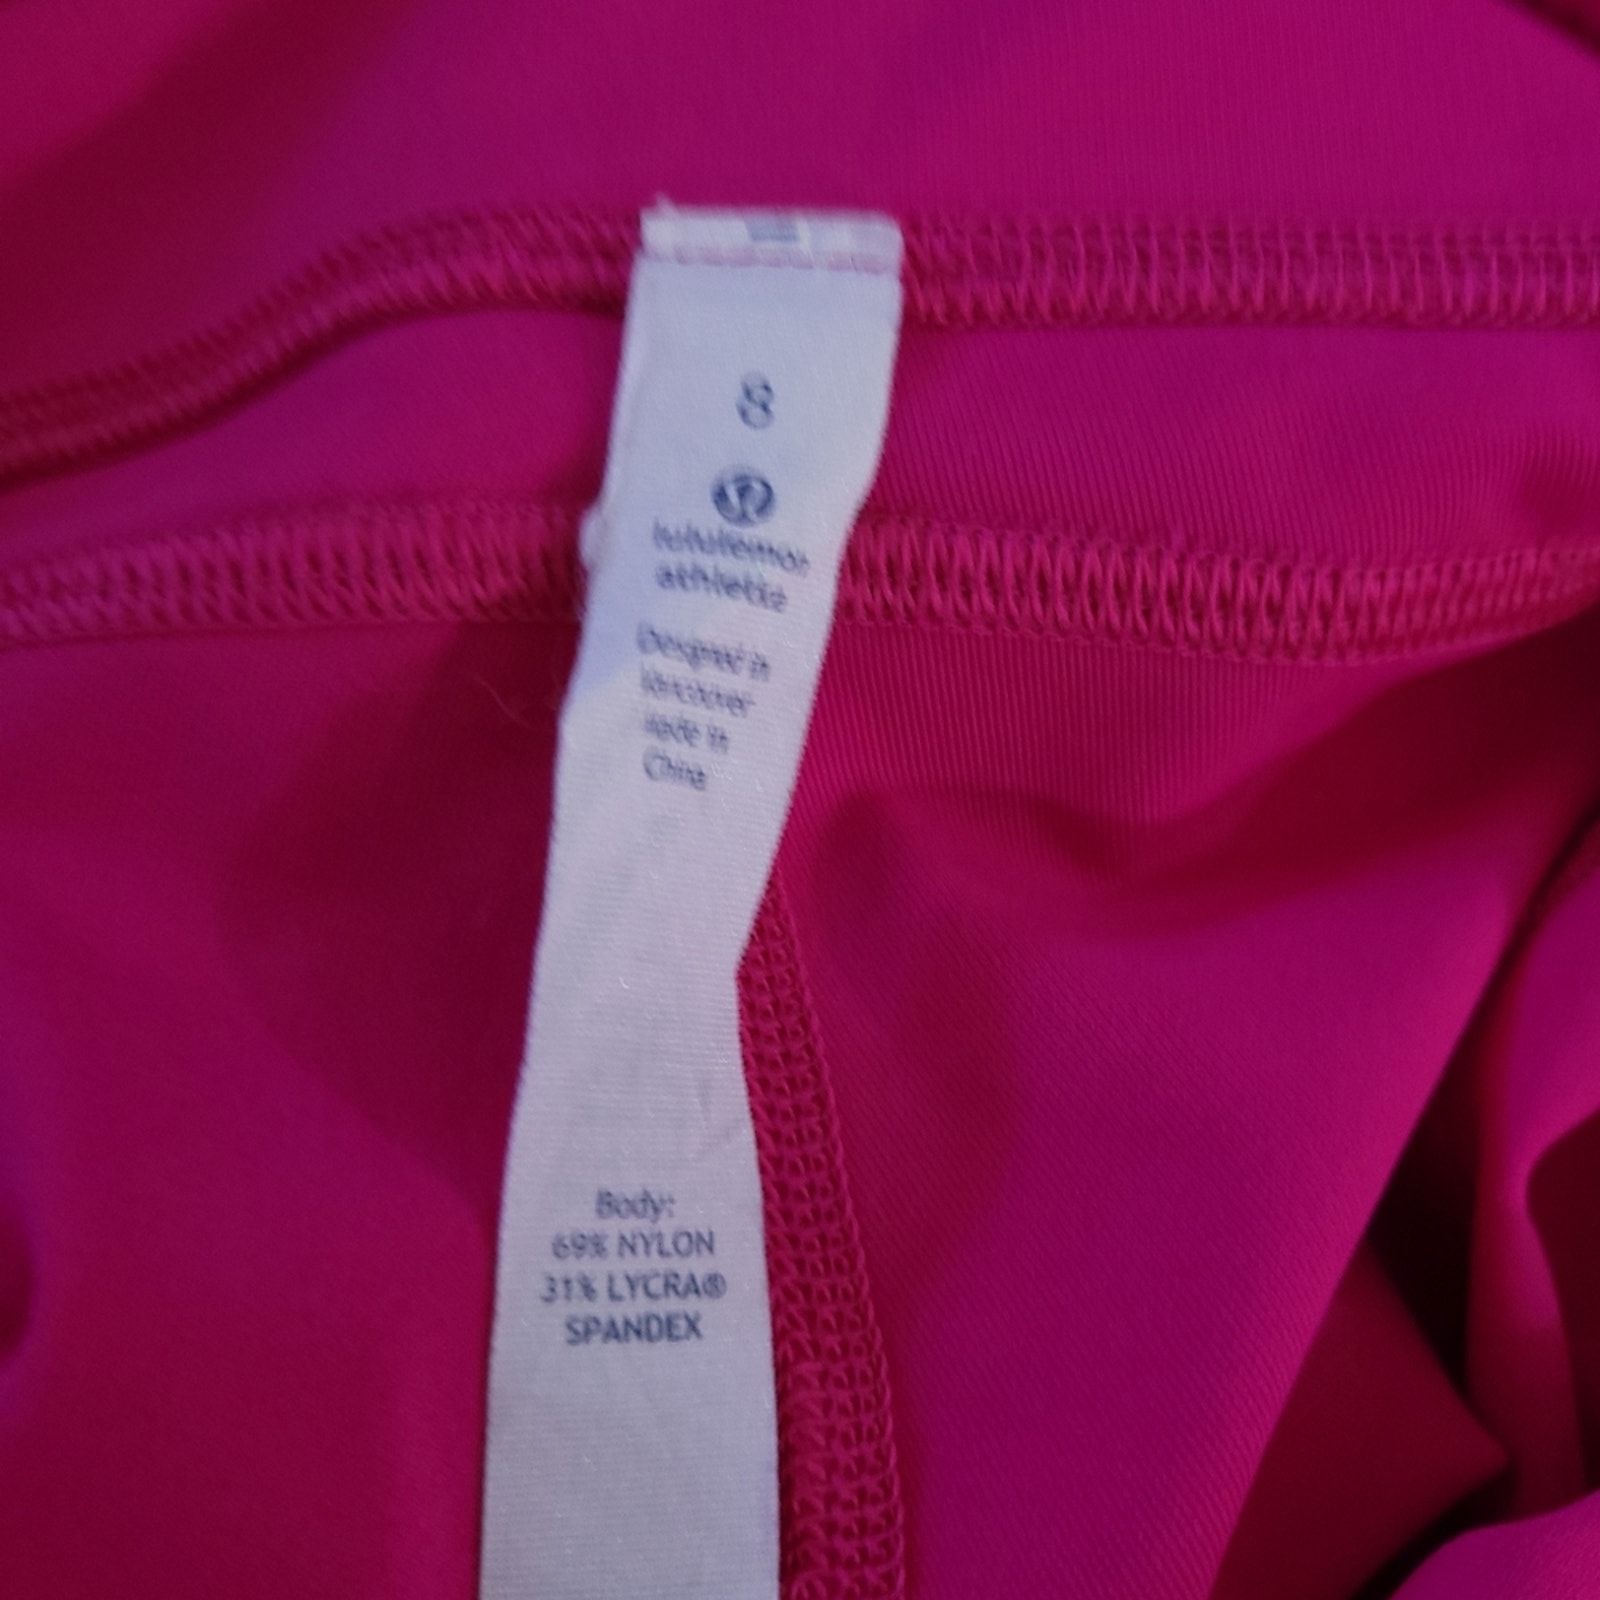 8
lululemon
athletica
Designed in
Vancouver
Made in
China
Body:
69% NYLON
31% LYCRA®
SPANDEX